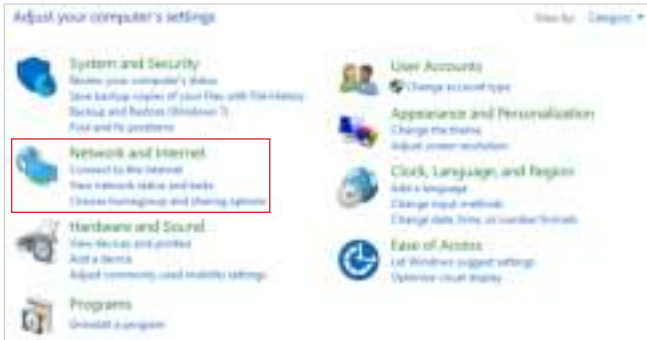 Adjust your computer's settings
View by: Category
System and Security
Review your computer's status
Save backup copies of your files with File History
Backup and Restore (Windows 7)
Find and fix problems
Network and Internet
Connect to the Internet
View network status and tasks
Choose homegroup and sharing options
Hardware and Sound
View devices and printers
Add a device
Adjust commonly used mobility settings
Programs
Uninstall a program
User Accounts
Change account type
Appearance and Personalization
Change the theme
Adjust screen resolution
Clock, Language, and Region
Add a language
Change input methods
Change date, time, or number formats
Ease of Access
Let Windows suggest settings
Optimize visual display